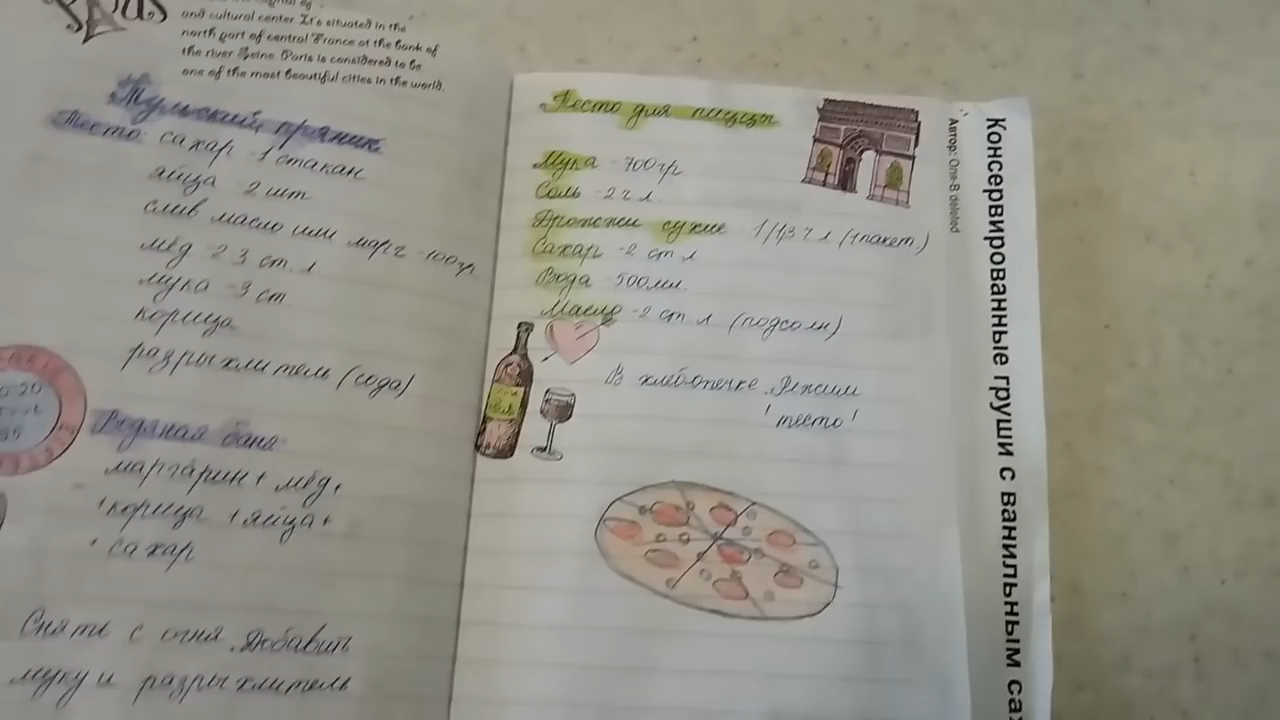 Paris
and cultural center. It's situated in the
north part of central France at the bank of
the river Seine. Paris is considered to be
one of the most beautiful cities in the world.
Тульский пряник
Тесто: сахар - 1 стакан
яйца 2 шт
слив масло или марг - 100гр
мёд - 2 3 ст. л
мука - 3 ст
корица
разрыхлитель (сода)
Водяная баня:
маргарин + мёд +
+ корица + яйца +
+ сахар
Снять с огня. Добавить
муку и разрыхлитель
Тесто для пиццы
Мука - 700гр
Соль - 2 ч л.
Дрожжи сухие 1 1/3 ч л (1 пакет)
Сахар - 2 ст л
Вода - 500мл
Масло - 2 ст л (подсолн)
В хлебопечке Режим
'тесто'
Консервированные груши с ванильным сах
Автор: One-B deleted